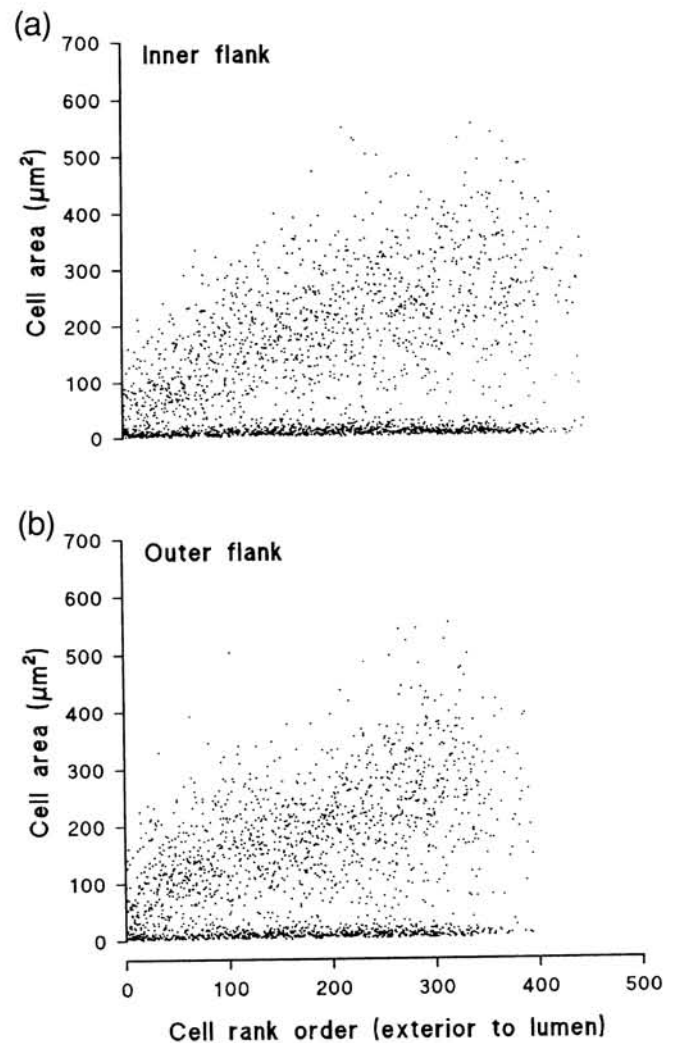 (a)
700
Inner flank
600
500
400
300
200
100
0
Cell area (µm²)
(b)
700
Outer flank
600
500
400
300
200
100
0
Cell area (µm²)
0 100 200 300 400 500
Cell rank order (exterior to lumen)